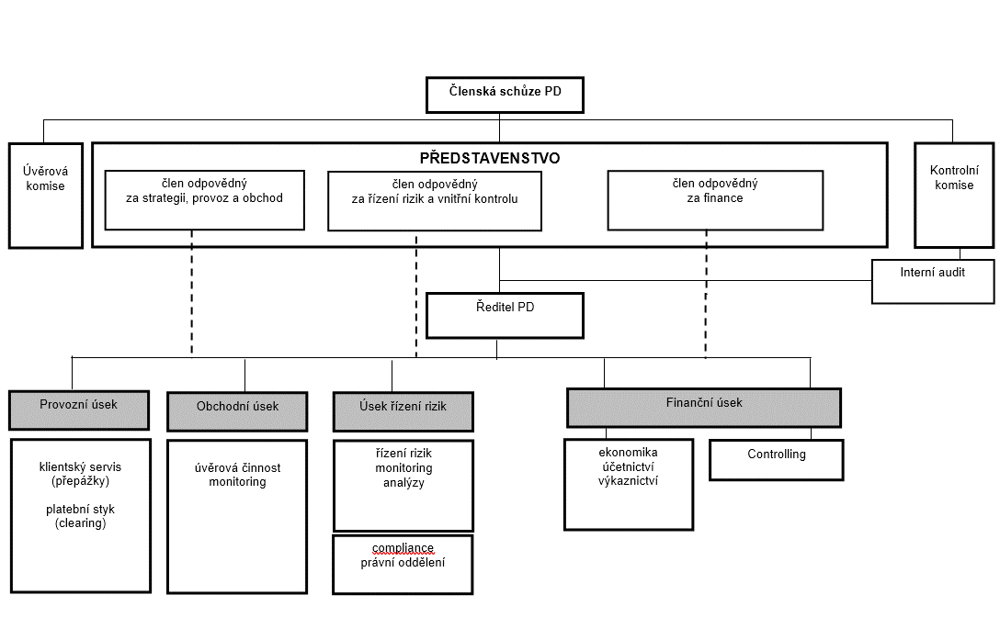 Členská schůze PD
Úvěrová
komise
PŘEDSTAVENSTVO
člen odpovědný
za strategii, provoz a obchod
člen odpovědný
za řízení rizik a vnitřní kontrolu
člen odpovědný
za finance
Kontrolní
komise
Interní audit
Ředitel PD
Provozní úsek
Obchodní úsek
Úsek řízení rizik
Finanční úsek
klientský servis
(přepážky)
platební styk
(clearing)
úvěrová činnost
monitoring
řízení rizik
monitoring
analýzy
compliance
právní oddělení
ekonomika
účetnictví
výkaznictví
Controlling